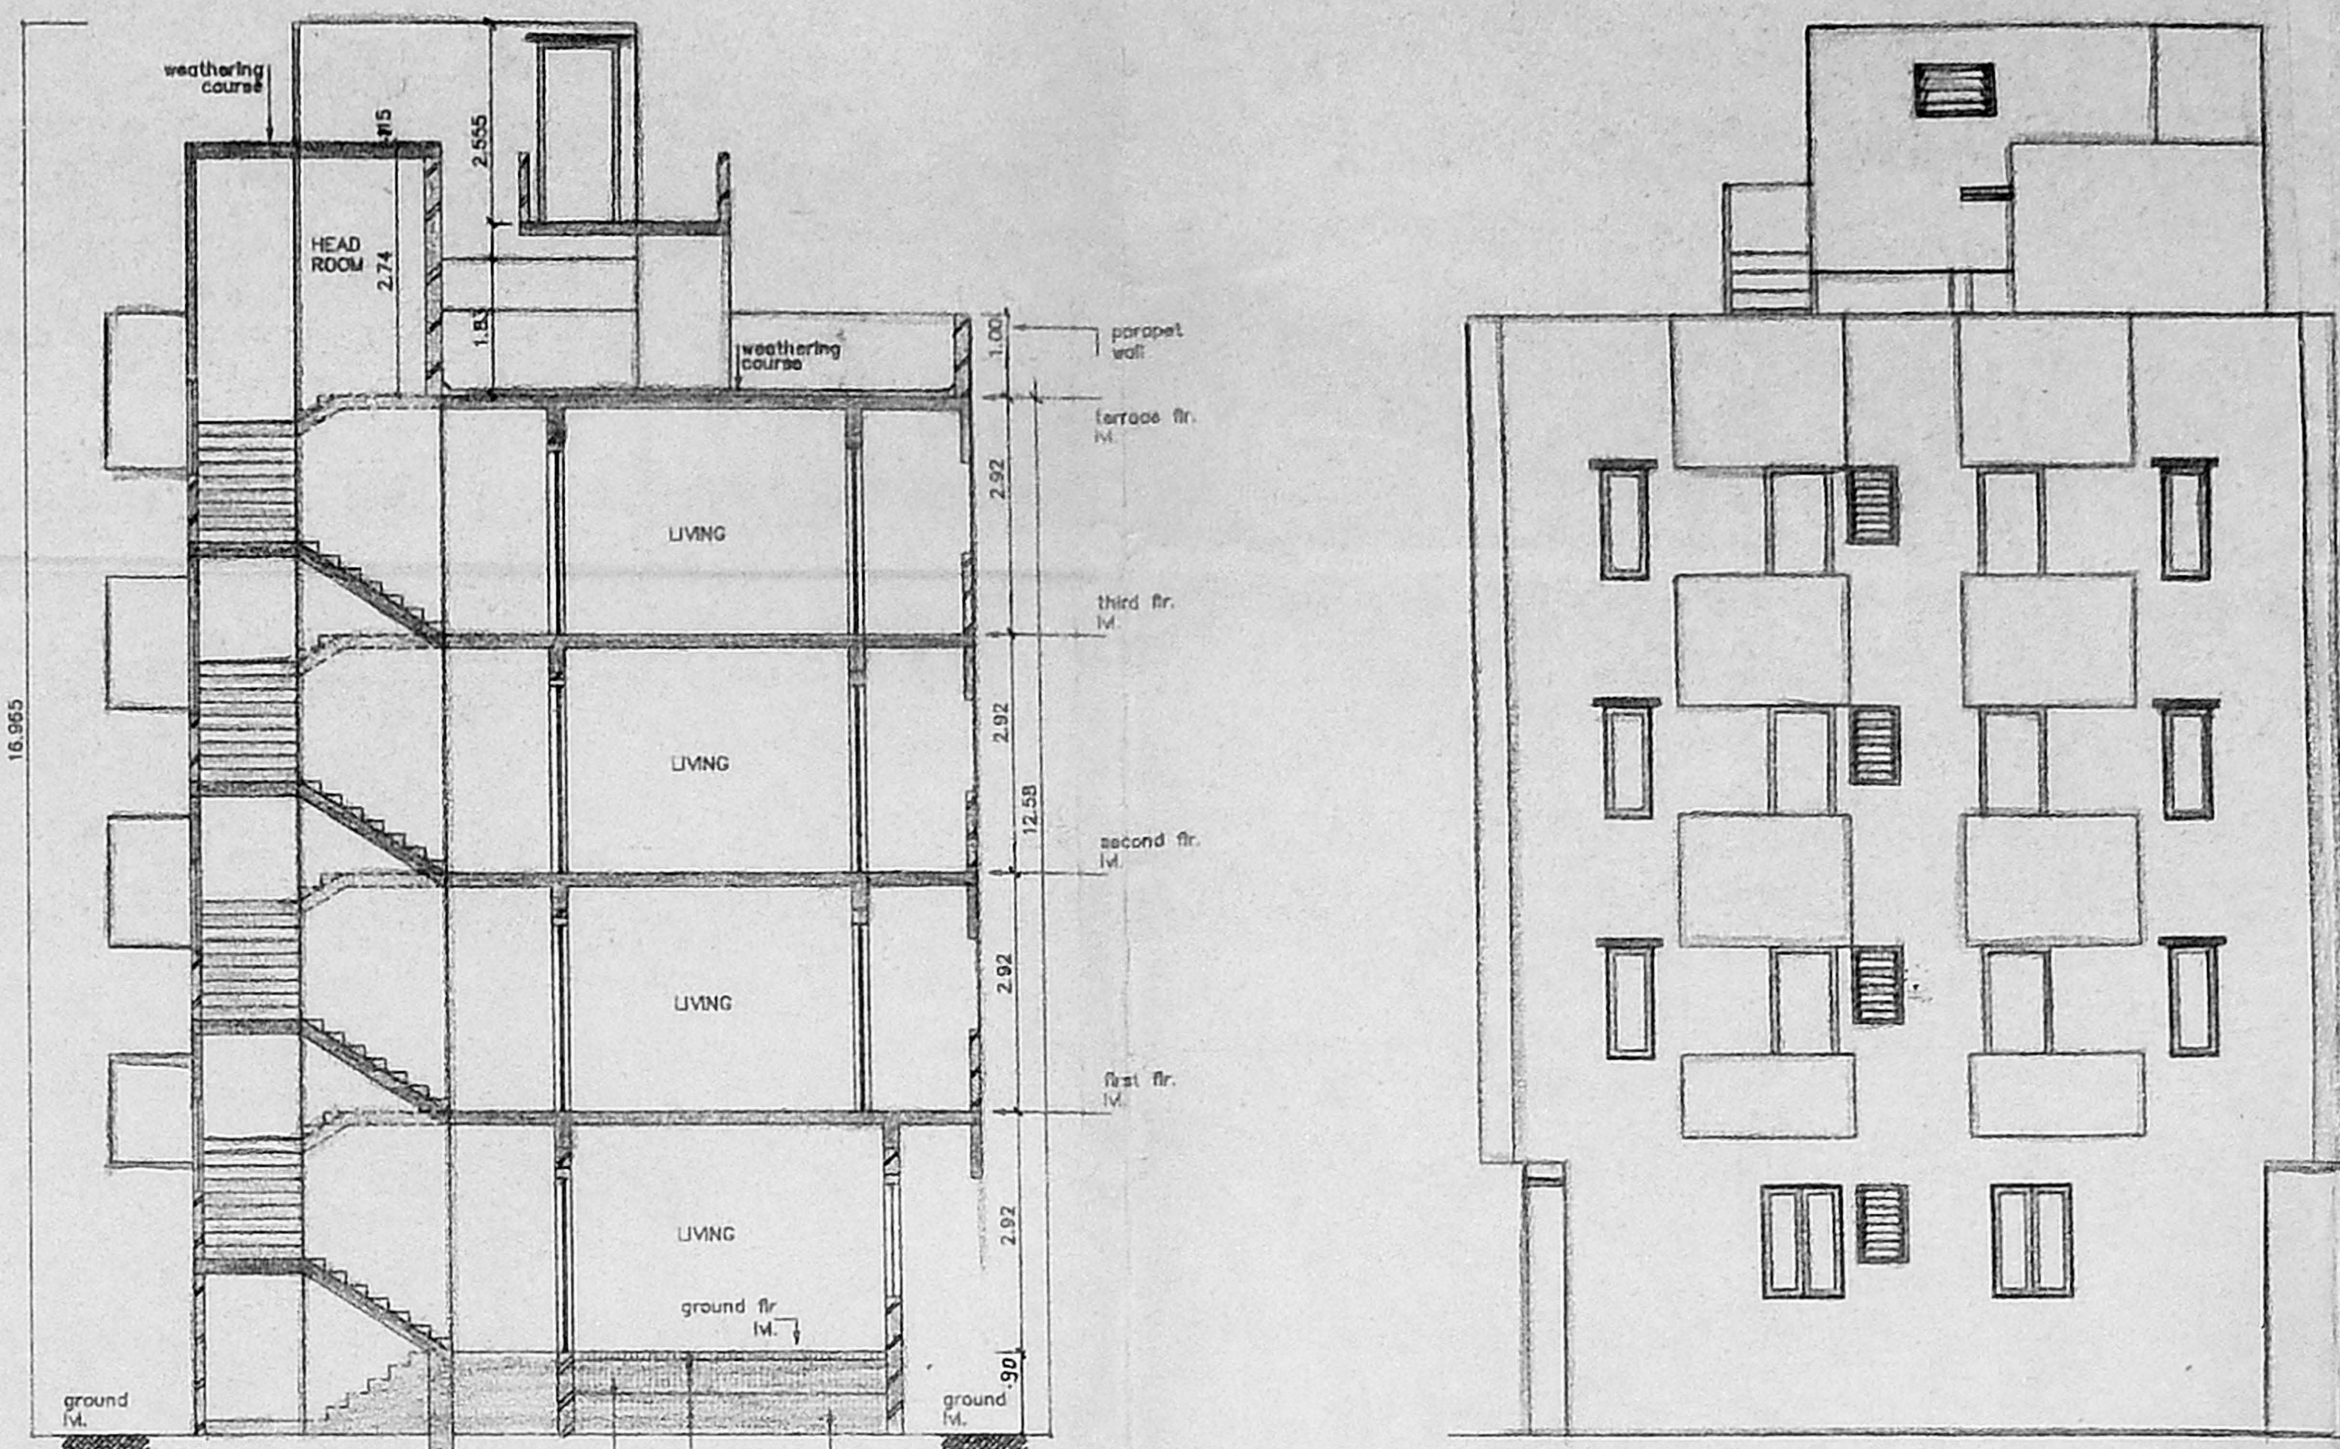 weathering
course
.115
2.555
HEAD
ROOM
2.74
1.83
weathering
course
1.00
parapet
wall
terrace flr.
lvl.
2.92
LIVING
third flr.
lvl.
16.965
2.92
LIVING
12.58
second flr.
lvl.
2.92
LIVING
first flr.
lvl.
2.92
LIVING
ground flr
lvl.
.90
ground
lvl.
ground
lvl.